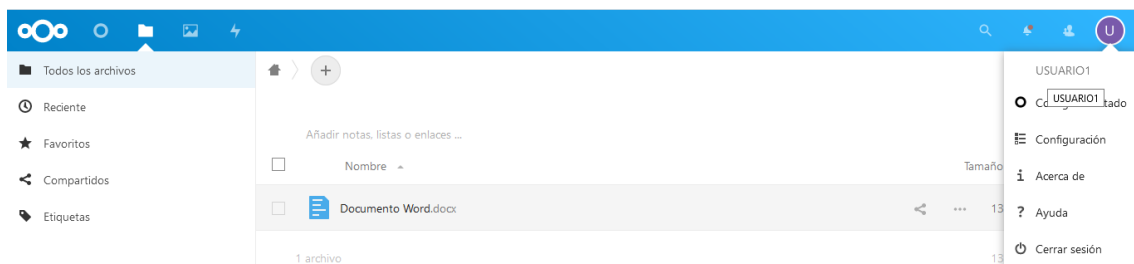 U
Todos los archivos
Reciente
Favoritos
Compartidos
Etiquetas
Añadir notas, listas o enlaces ...
Nombre
Tamaño
Documento Word.docx
13
1 archivo
13
USUARIO1
USUARIO1
Configuración
Acerca de
Ayuda
Cerrar sesión